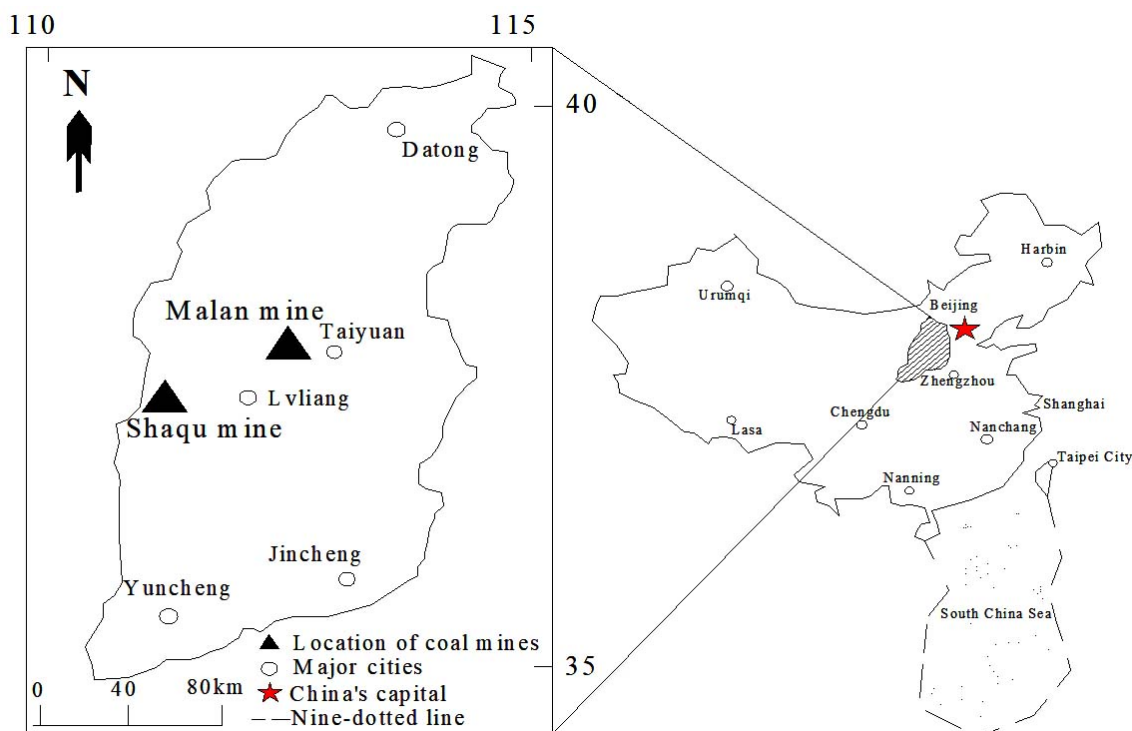 110
115
N
40
Datong
Malan mine
Taiyuan
Lvliang
Shaqu mine
Jincheng
Yuncheng
35
Location of coal mines
Major cities
China's capital
Nine-dotted line
0 40 80km
Harbin
Urumqi
Beijing
Zhengzhou
Shanghai
Chengdu
Lasa
Nanchang
Taipei City
Nanning
South China Sea